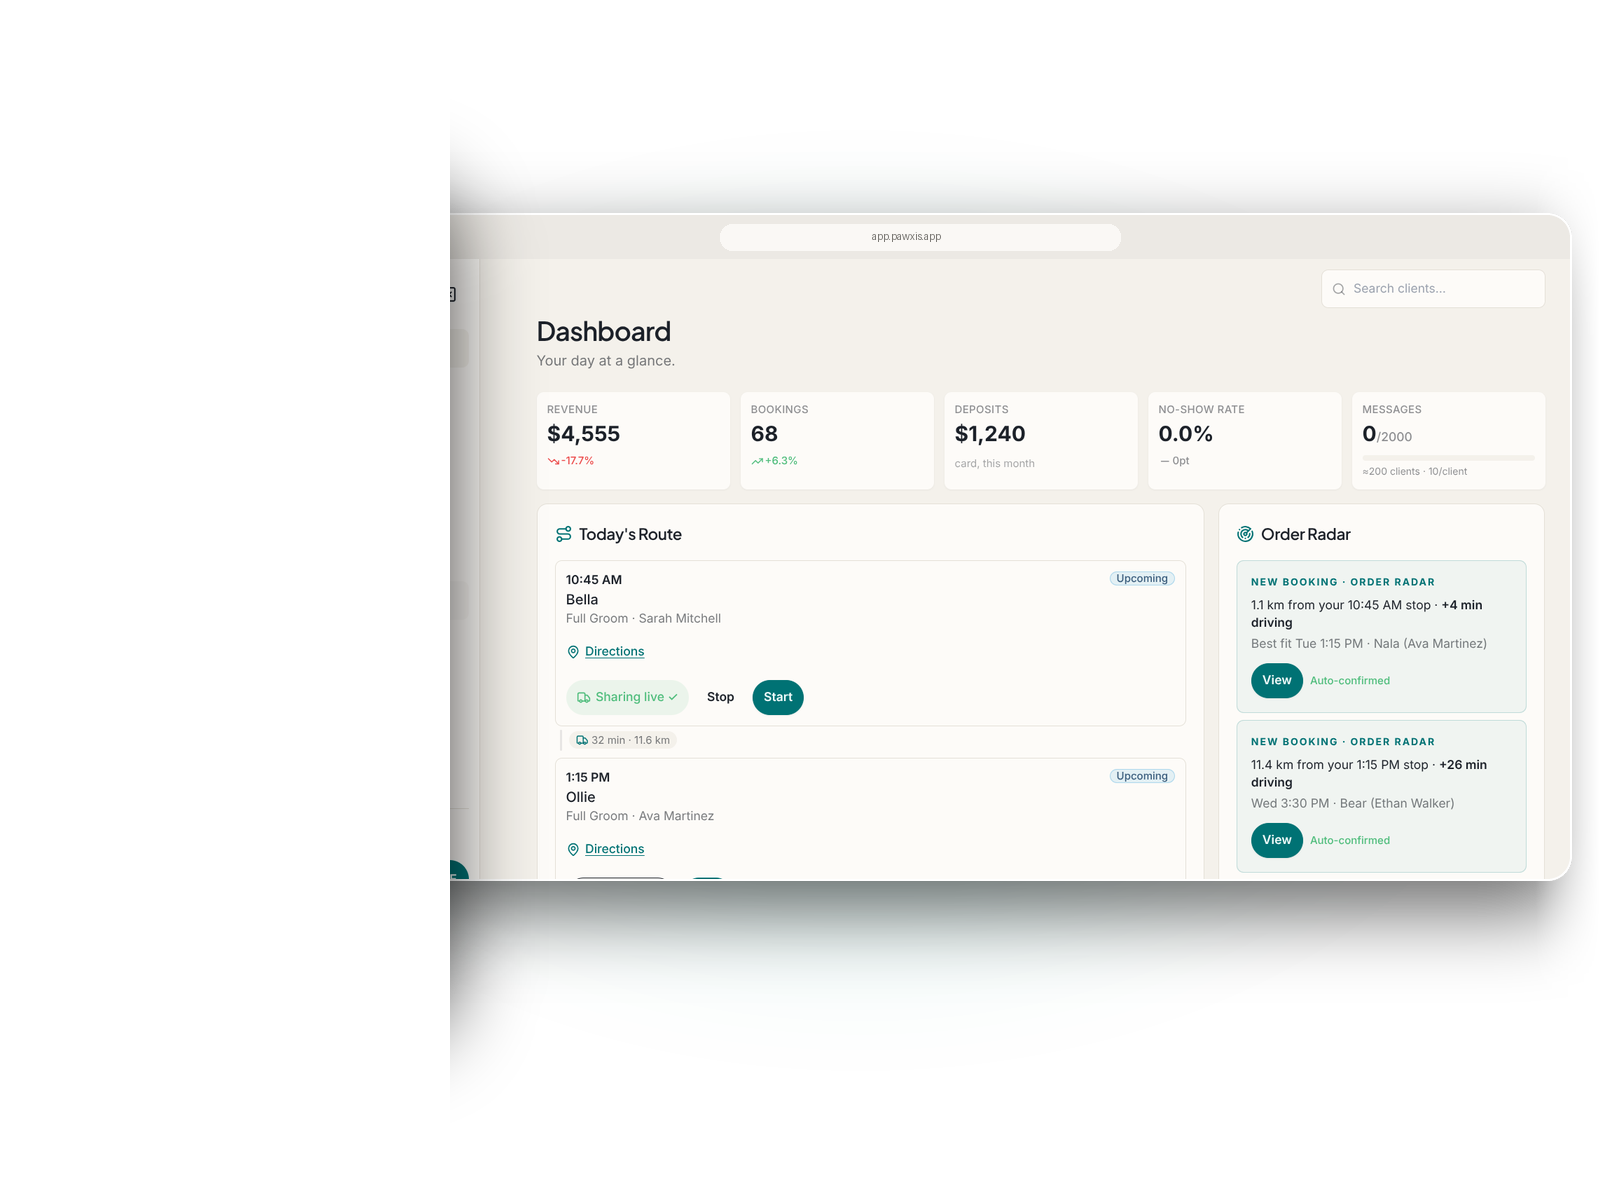 app.pawxis.app
Search clients...
Dashboard
Your day at a glance.
REVENUE
$4,555
-17.7%
BOOKINGS
68
+6.3%
DEPOSITS
$1,240
card, this month
NO-SHOW RATE
0.0%
— 0pt
MESSAGES
0/2000
≈200 clients · 10/client
Today's Route
10:45 AM
Upcoming
Bella
Full Groom · Sarah Mitchell
Directions
Sharing live ✓
Stop
Start
32 min · 11.6 km
1:15 PM
Upcoming
Ollie
Full Groom · Ava Martinez
Directions
Order Radar
NEW BOOKING · ORDER RADAR
1.1 km from your 10:45 AM stop · +4 min
driving
Best fit Tue 1:15 PM · Nala (Ava Martinez)
View
Auto-confirmed
NEW BOOKING · ORDER RADAR
11.4 km from your 1:15 PM stop · +26 min
driving
Wed 3:30 PM · Bear (Ethan Walker)
View
Auto-confirmed